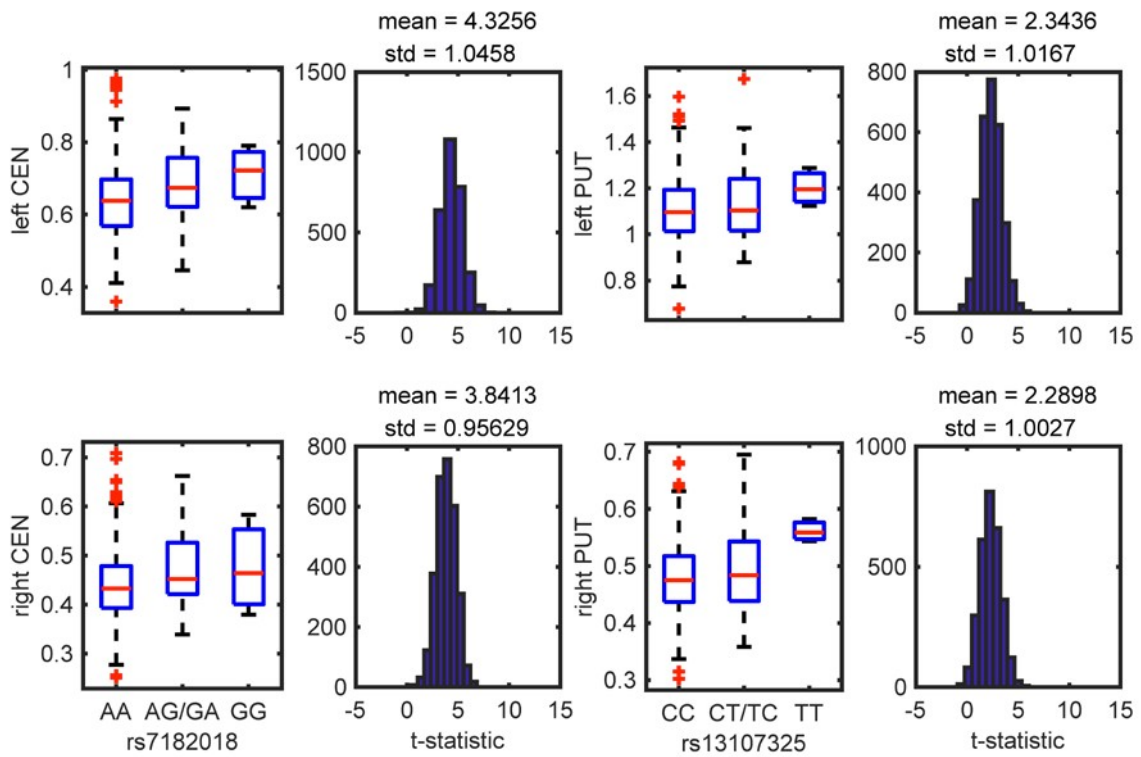 mean = 4.3256
std = 1.0458
mean = 2.3436
std = 1.0167
left CEN
1
0.8
0.6
0.4
1500
1000
500
0
-5 0 5 10 15
left PUT
1.6
1.4
1.2
1
0.8
800
600
400
200
0
-5 0 5 10 15
mean = 3.8413
std = 0.95629
mean = 2.2898
std = 1.0027
right CEN
0.7
0.6
0.5
0.4
0.3
AA AG/GA GG
rs7182018
800
600
400
200
0
-5 0 5 10 15
t-statistic
right PUT
0.7
0.6
0.5
0.4
0.3
CC CT/TC TT
rs13107325
1000
500
0
-5 0 5 10 15
t-statistic